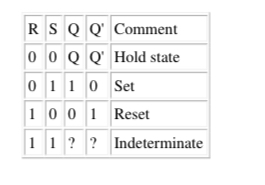 R S Q Q' Comment
0 0 Q Q' Hold state
0 1 1 0 Set
1 0 0 1 Reset
1 1 ? ? Indeterminate